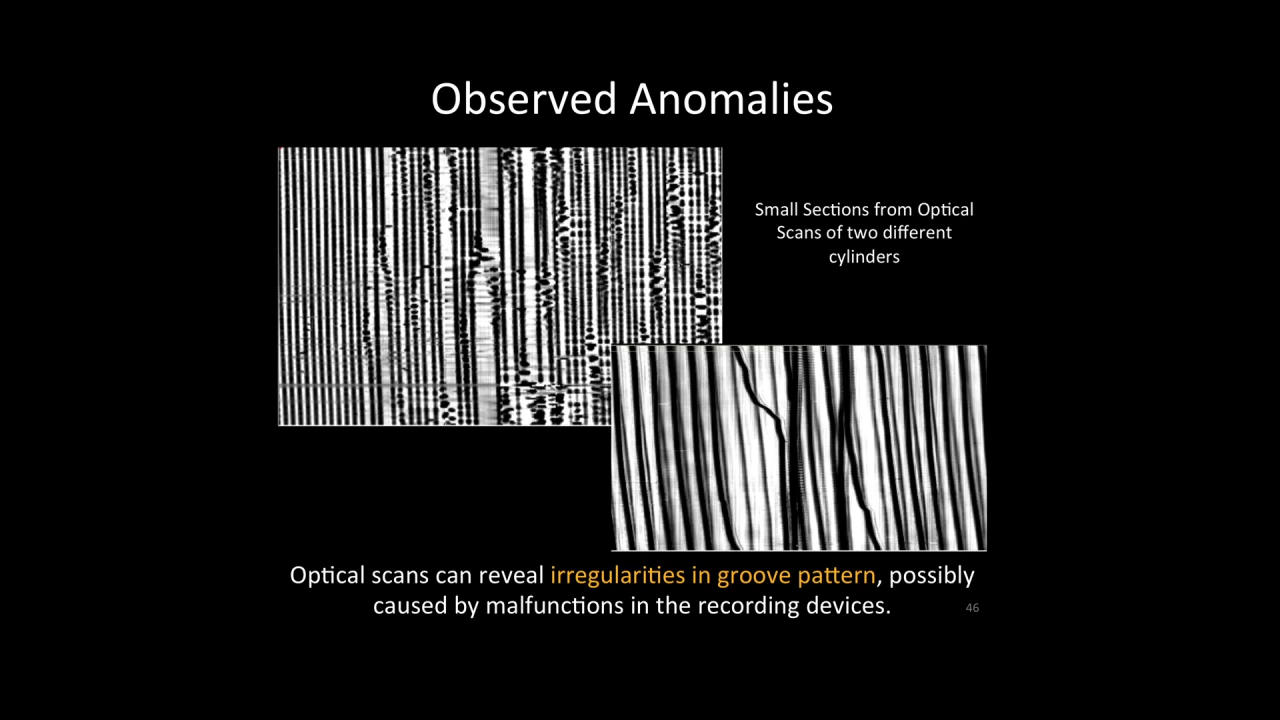 Observed Anomalies
Small Sections from Optical
Scans of two different
cylinders
Optical scans can reveal irregularities in groove pattern, possibly
caused by malfunctions in the recording devices.
46